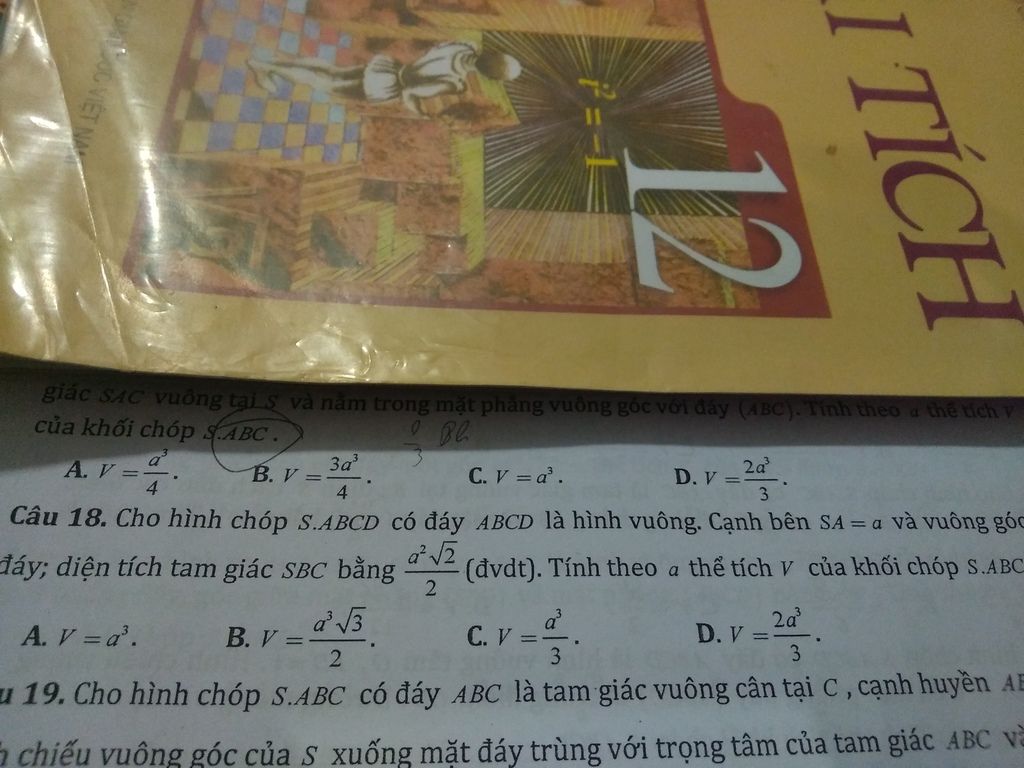 TÍCH
12
i² = -1
VIỆT NAM
giác SAC vuông tại S và nằm trong mặt phẳng vuông góc với đáy (ABC). Tính theo a thể tích V
của khối chóp S.ABC.
A. V = a³/4. B. V = 3a³/4. C. V = a³. D. V = 2a³/3.
Câu 18. Cho hình chóp S.ABCD có đáy ABCD là hình vuông. Cạnh bên SA = a và vuông góc
đáy; diện tích tam giác SBC bằng a²√2/2 (đvdt). Tính theo a thể tích V của khối chóp S.ABC
A. V = a³. B. V = a³√3/2. C. V = a³/3. D. V = 2a³/3.
u 19. Cho hình chóp S.ABC có đáy ABC là tam giác vuông cân tại C, cạnh huyền AB
h chiếu vuông góc của S xuống mặt đáy trùng với trọng tâm của tam giác ABC và